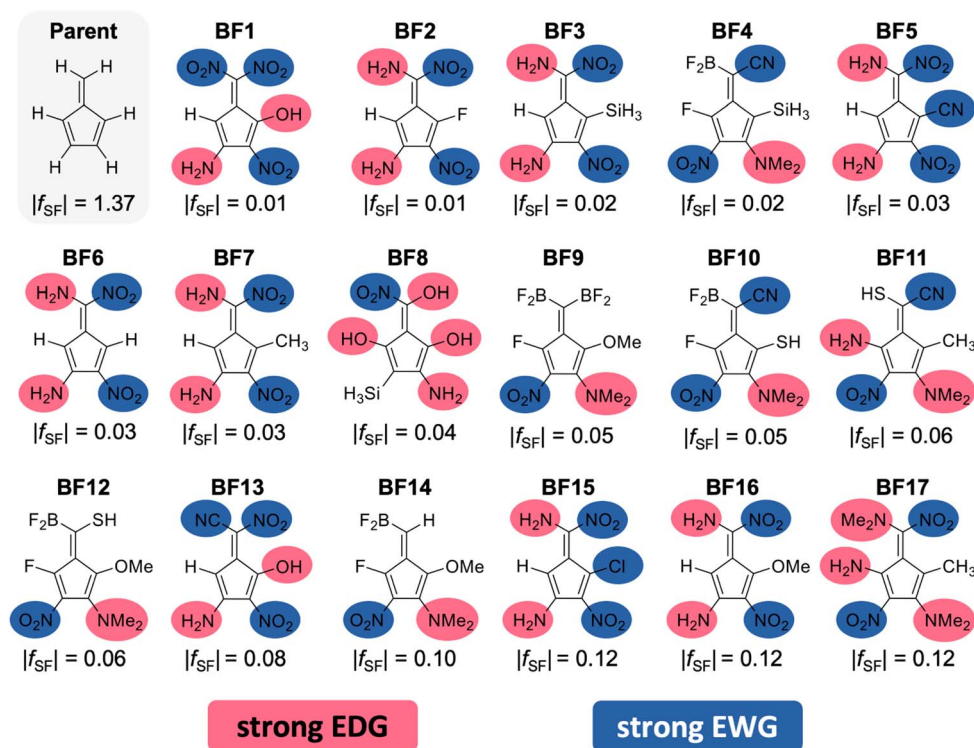 Parent
H H
H H
H H
|fSF| = 1.37
BF1
O₂N NO₂
H OH
H₂N NO₂
|fSF| = 0.01
BF2
H₂N NO₂
H F
H₂N NO₂
|fSF| = 0.01
BF3
H₂N NO₂
H SiH₃
H₂N NO₂
|fSF| = 0.02
BF4
F₂B CN
F SiH₃
O₂N NMe₂
|fSF| = 0.02
BF5
H₂N NO₂
H CN
H₂N NO₂
|fSF| = 0.03
BF6
H₂N NO₂
H H
H₂N NO₂
|fSF| = 0.03
BF7
H₂N NO₂
H CH₃
H₂N NO₂
|fSF| = 0.03
BF8
O₂N OH
HO OH
H₃Si NH₂
|fSF| = 0.04
BF9
F₂B BF₂
F OMe
O₂N NMe₂
|fSF| = 0.05
BF10
F₂B CN
F SH
O₂N NMe₂
|fSF| = 0.05
BF11
HS CN
H₂N CH₃
O₂N NMe₂
|fSF| = 0.06
BF12
F₂B SH
F OMe
O₂N NMe₂
|fSF| = 0.06
BF13
NC NO₂
H OH
H₂N NO₂
|fSF| = 0.08
BF14
F₂B H
F OMe
O₂N NMe₂
|fSF| = 0.10
BF15
H₂N NO₂
H Cl
H₂N NO₂
|fSF| = 0.12
BF16
H₂N NO₂
H OMe
H₂N NO₂
|fSF| = 0.12
BF17
Me₂N NO₂
H₂N CH₃
O₂N NMe₂
|fSF| = 0.12
strong EDG
strong EWG